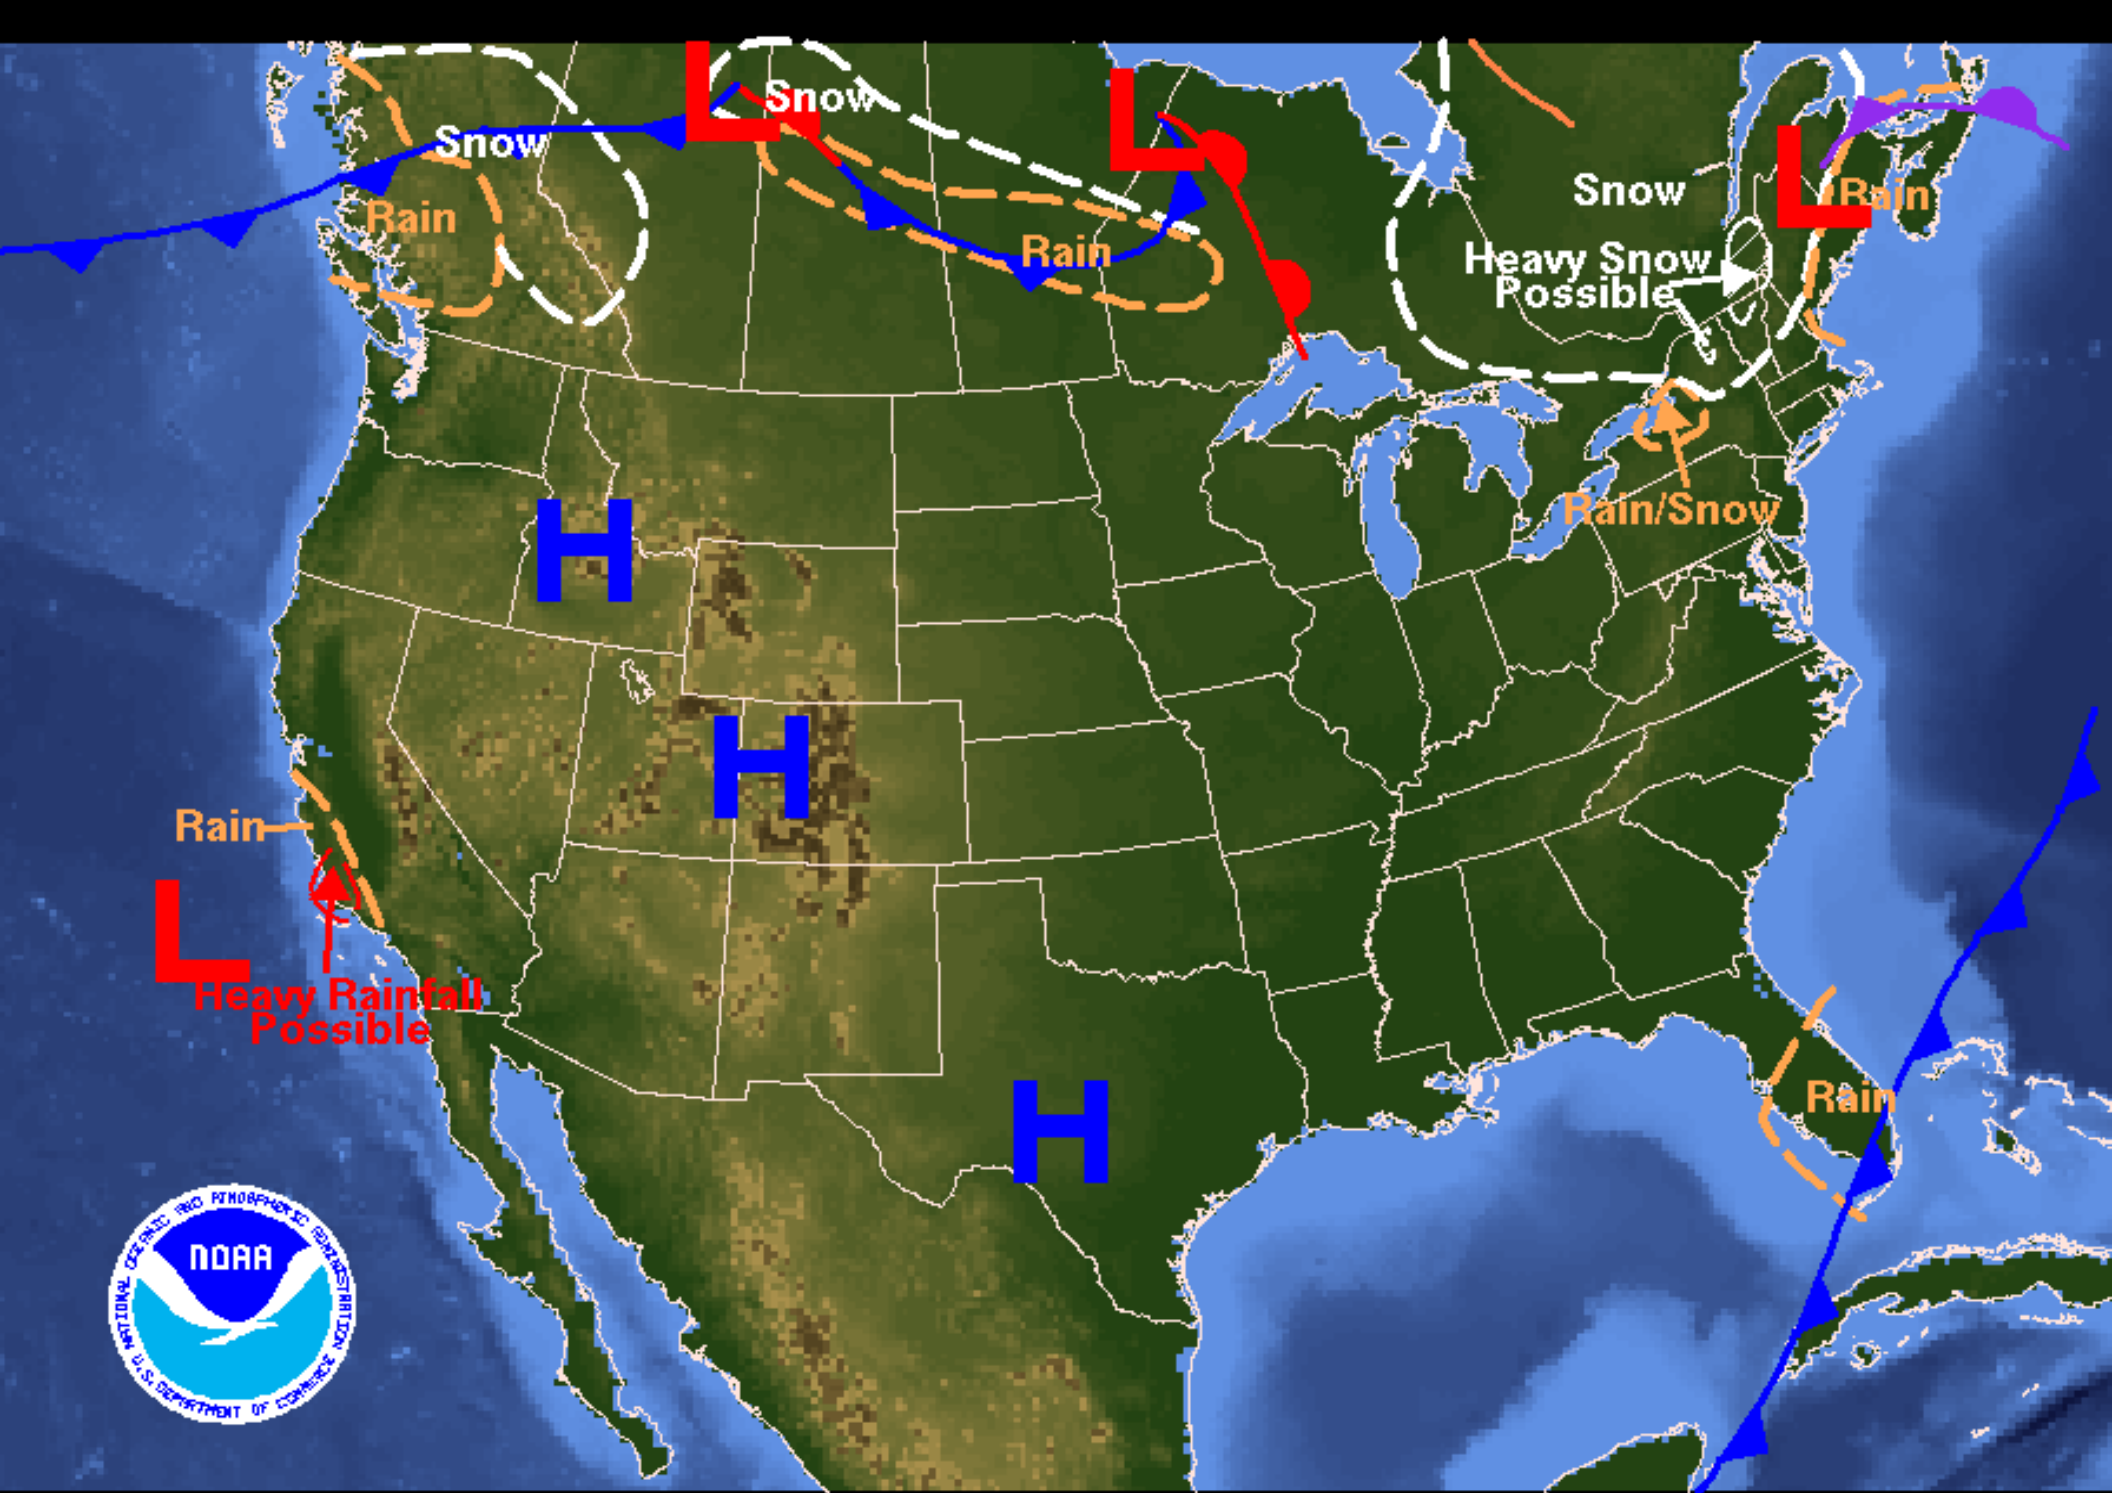 L
Snow
L
Snow
L
Rain
Snow
L
Rain
Rain
Heavy Snow
Possible
Rain/Snow
H
H
Rain
L
Heavy Rainfall
Possible
H
Rain
NATIONAL OCEANIC AND ATMOSPHERIC ADMINISTRATION
NOAA
U.S. DEPARTMENT OF COMMERCE